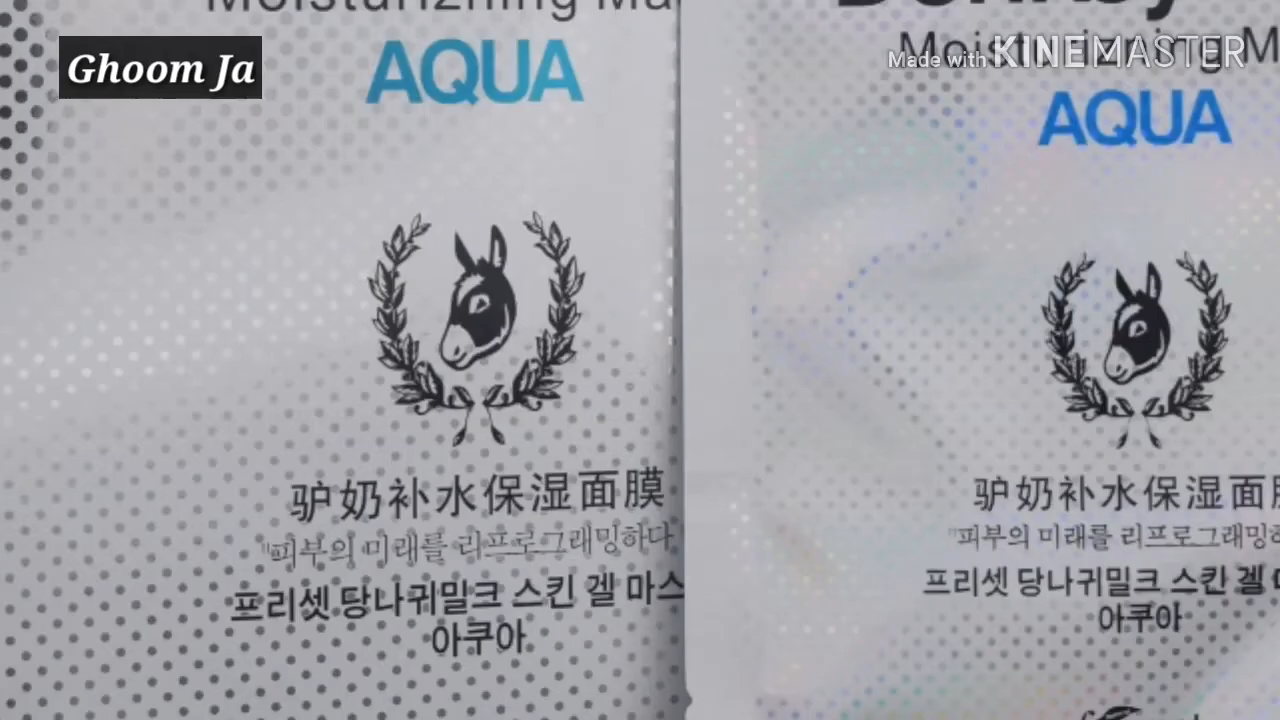 Moisturizning
AQUA
驴奶补水保湿面膜
"피부의 미래를 리프로그래밍하다
프리셋 당나귀밀크 스킨 겔 마스
아쿠아
Moisturizning M
AQUA
驴奶补水保湿面
"피부의 미래를 리프로그래밍
프리셋 당나귀밀크 스킨 겔
아쿠아
Ghoom Ja
Made with KINEMASTER